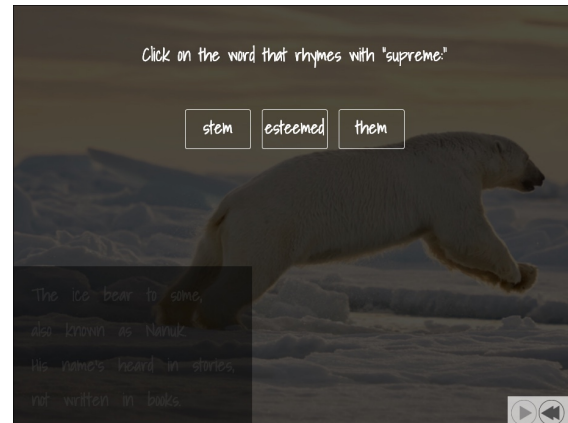 Click on the word that rhymes with "supreme:"
stem esteemed them
The ice bear to some,
also known as Nanuk.
His name's heard in stories,
not written in books.